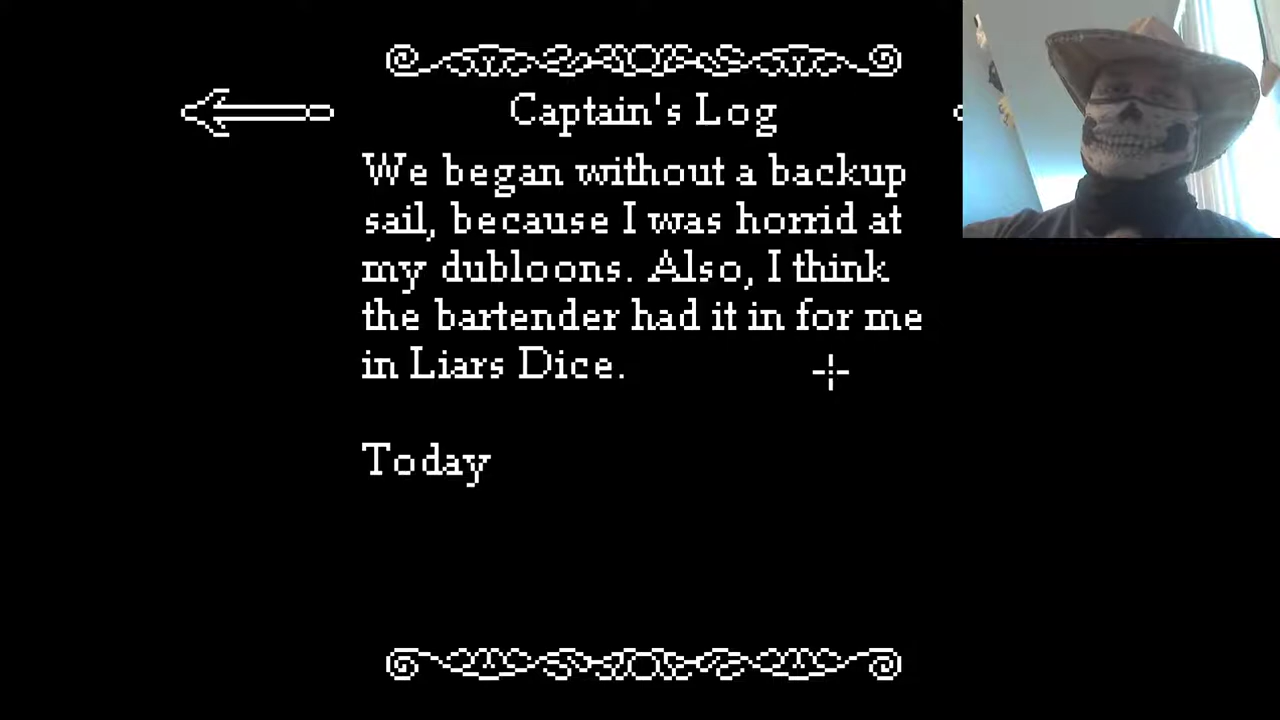 Captain's Log
We began without a backup
sail, because I was horrid at
my dubloons. Also, I think
the bartender had it in for me
in Liars Dice.
Today